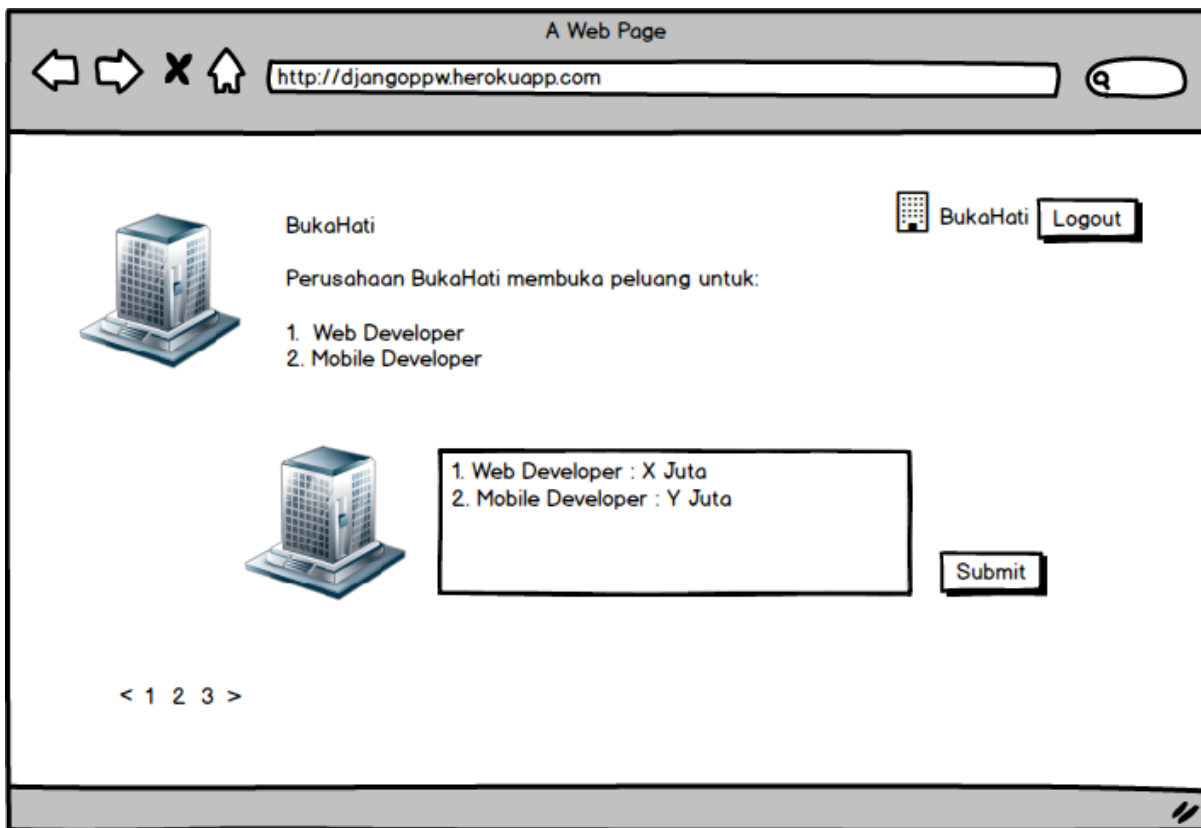 A Web Page
http://djangoppw.herokuapp.com
BukaHati Logout
BukaHati
Perusahaan BukaHati membuka peluang untuk:
1. Web Developer
2. Mobile Developer
1. Web Developer : X Juta
2. Mobile Developer : Y Juta
Submit
< 1 2 3 >